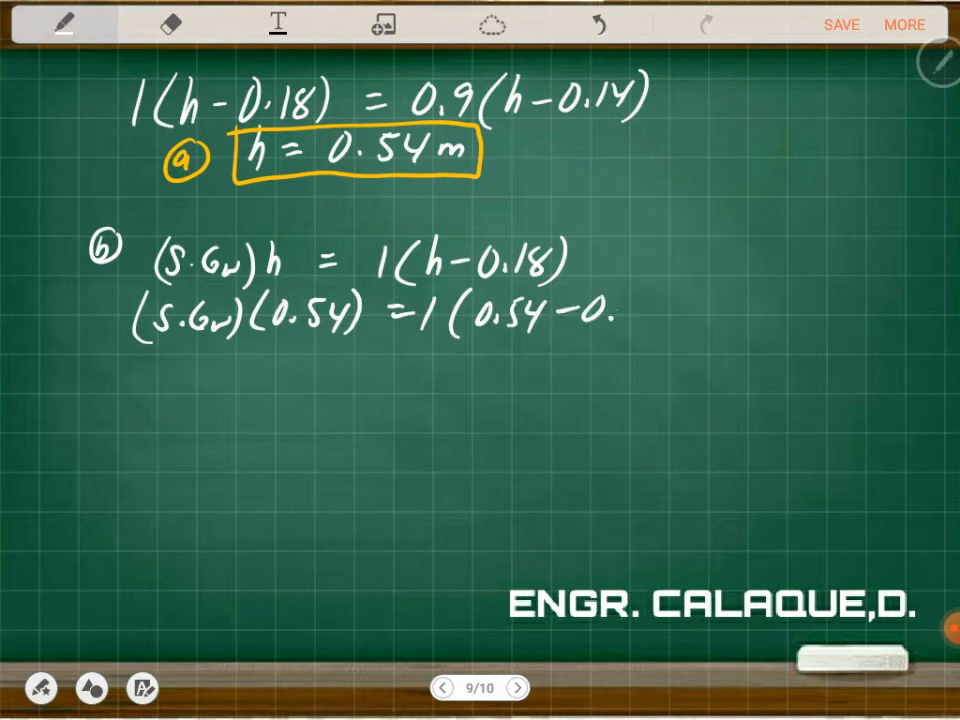 T SAVE MORE
1(h-0.18) = 0.9(h-0.14)
a h = 0.54 m
b (S.Gw)h = 1(h-0.18)
(S.Gw)(0.54) = 1(0.54-0.
ENGR. CALAQUE,D.
A 9/10